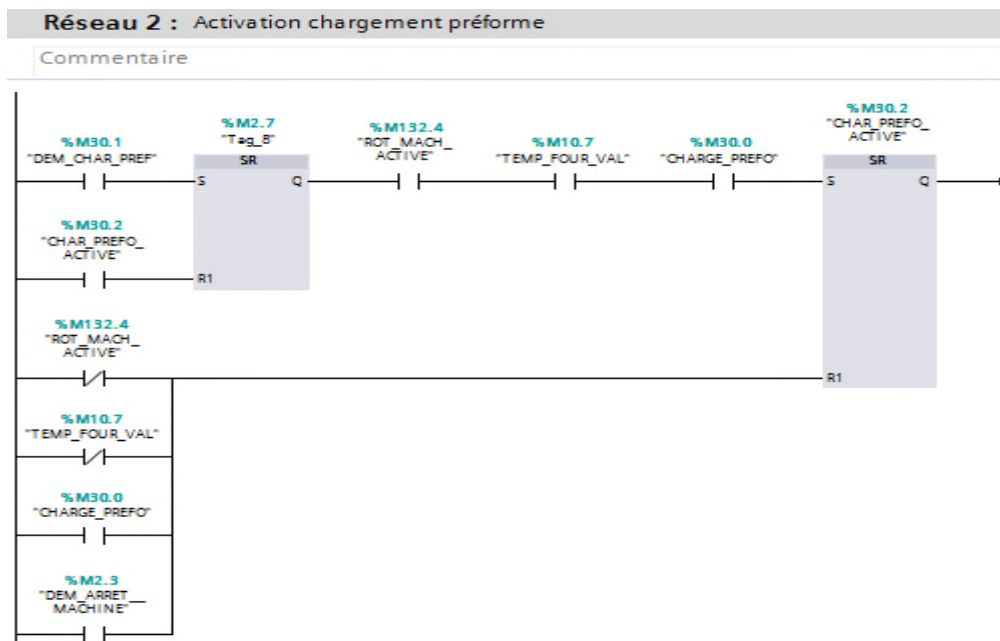 Réseau 2 : Activation chargement préforme
Commentaire
%M30.1
"DEM_CHAR_PREF"
%M2.7
"Tag_8"
SR
S
Q
%M132.4
"ROT_MACH_
ACTIVE"
%M10.7
"TEMP_FOUR_VAL"
%M30.0
"CHARGE_PREFO"
%M30.2
"CHAR_PREFO_
ACTIVE"
SR
S
Q
%M30.2
"CHAR_PREFO_
ACTIVE"
R1
%M132.4
"ROT_MACH_
ACTIVE"
R1
%M10.7
"TEMP_FOUR_VAL"
%M30.0
"CHARGE_PREFO"
%M2.3
"DEM_ARRET__
MACHINE"